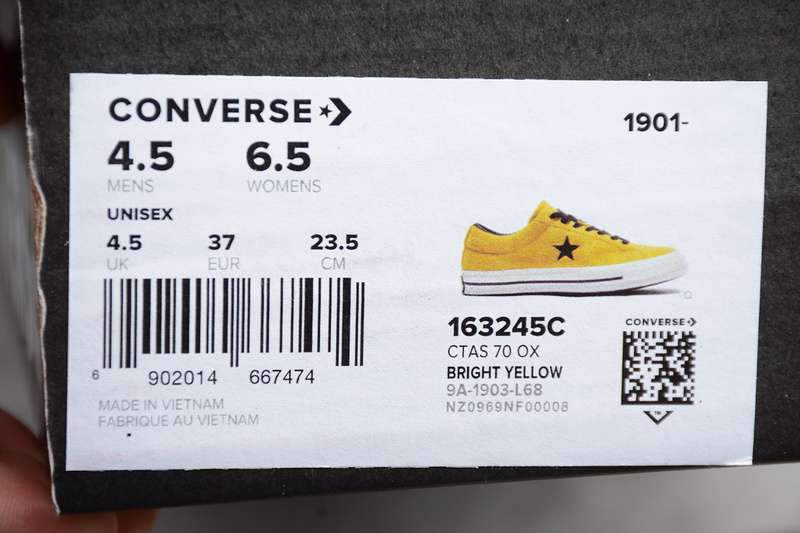 CONVERSE
1901-
4.5 6.5
MENS WOMENS
UNISEX
4.5 37 23.5
UK EUR CM
6 902014 667474
MADE IN VIETNAM
FABRIQUE AU VIETNAM
163245C
CTAS 70 OX
BRIGHT YELLOW
9A-1903-L68
NZ0969NF00008
CONVERSE
TM